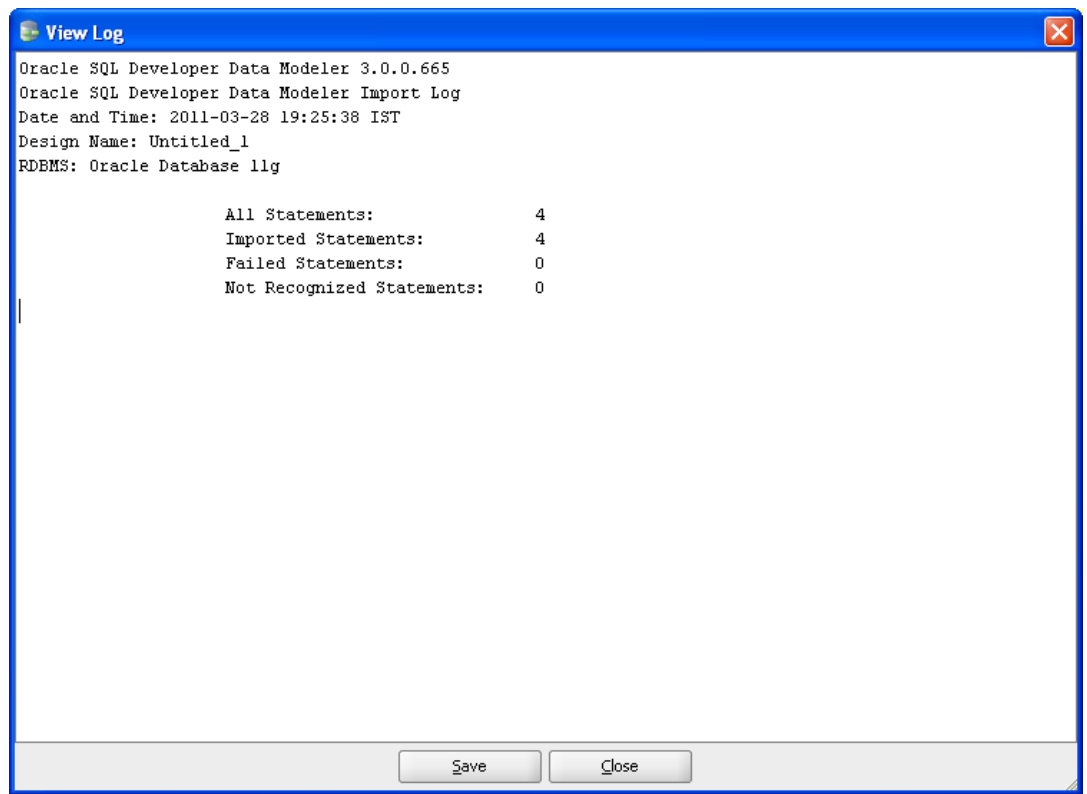 View Log
Oracle SQL Developer Data Modeler 3.0.0.665
Oracle SQL Developer Data Modeler Import Log
Date and Time: 2011-03-28 19:25:38 IST
Design Name: Untitled_1
RDBMS: Oracle Database 11g
All Statements: 4
Imported Statements: 4
Failed Statements: 0
Not Recognized Statements: 0
Save Close